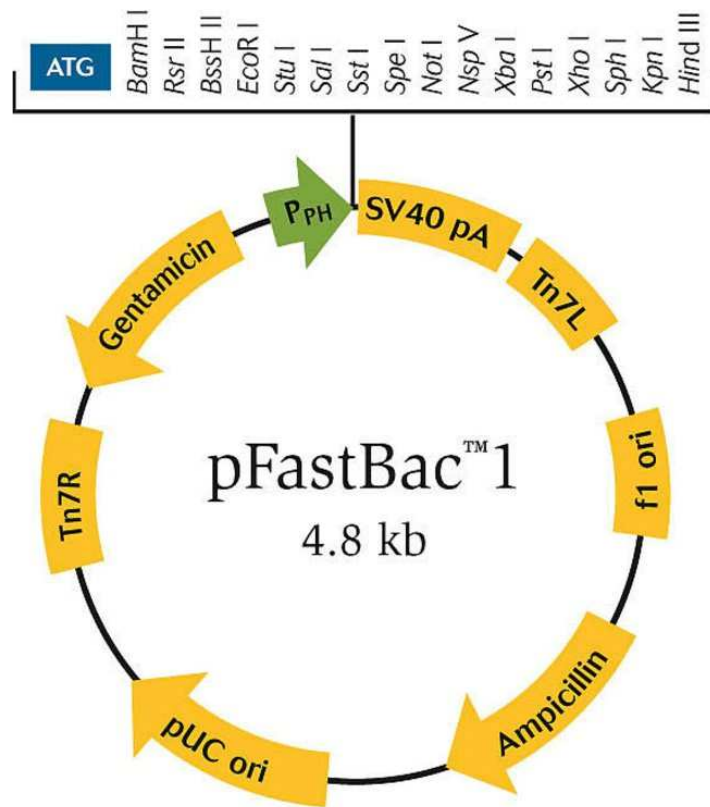 ATG BamH I Rsr II BssH II EcoR I Stu I Sal I Sst I Spe I Not I Nsp V Xba I Pst I Xho I Sph I Kpn I Hind III
PPH
SV40 pA
Tn7L
f1 ori
Ampicillin
pUC ori
Tn7R
Gentamicin
pFastBac™1
4.8 kb